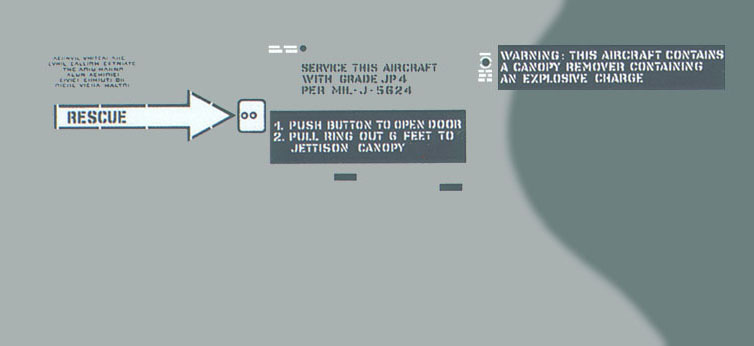 RESCUE
SERVICE THIS AIRCRAFT
WITH GRADE JP4
PER MIL-J-5624
1. PUSH BUTTON TO OPEN DOOR
2. PULL RING OUT 6 FEET TO
JETTISON CANOPY
WARNING: THIS AIRCRAFT CONTAINS
A CANOPY REMOVER CONTAINING
AN EXPLOSIVE CHARGE